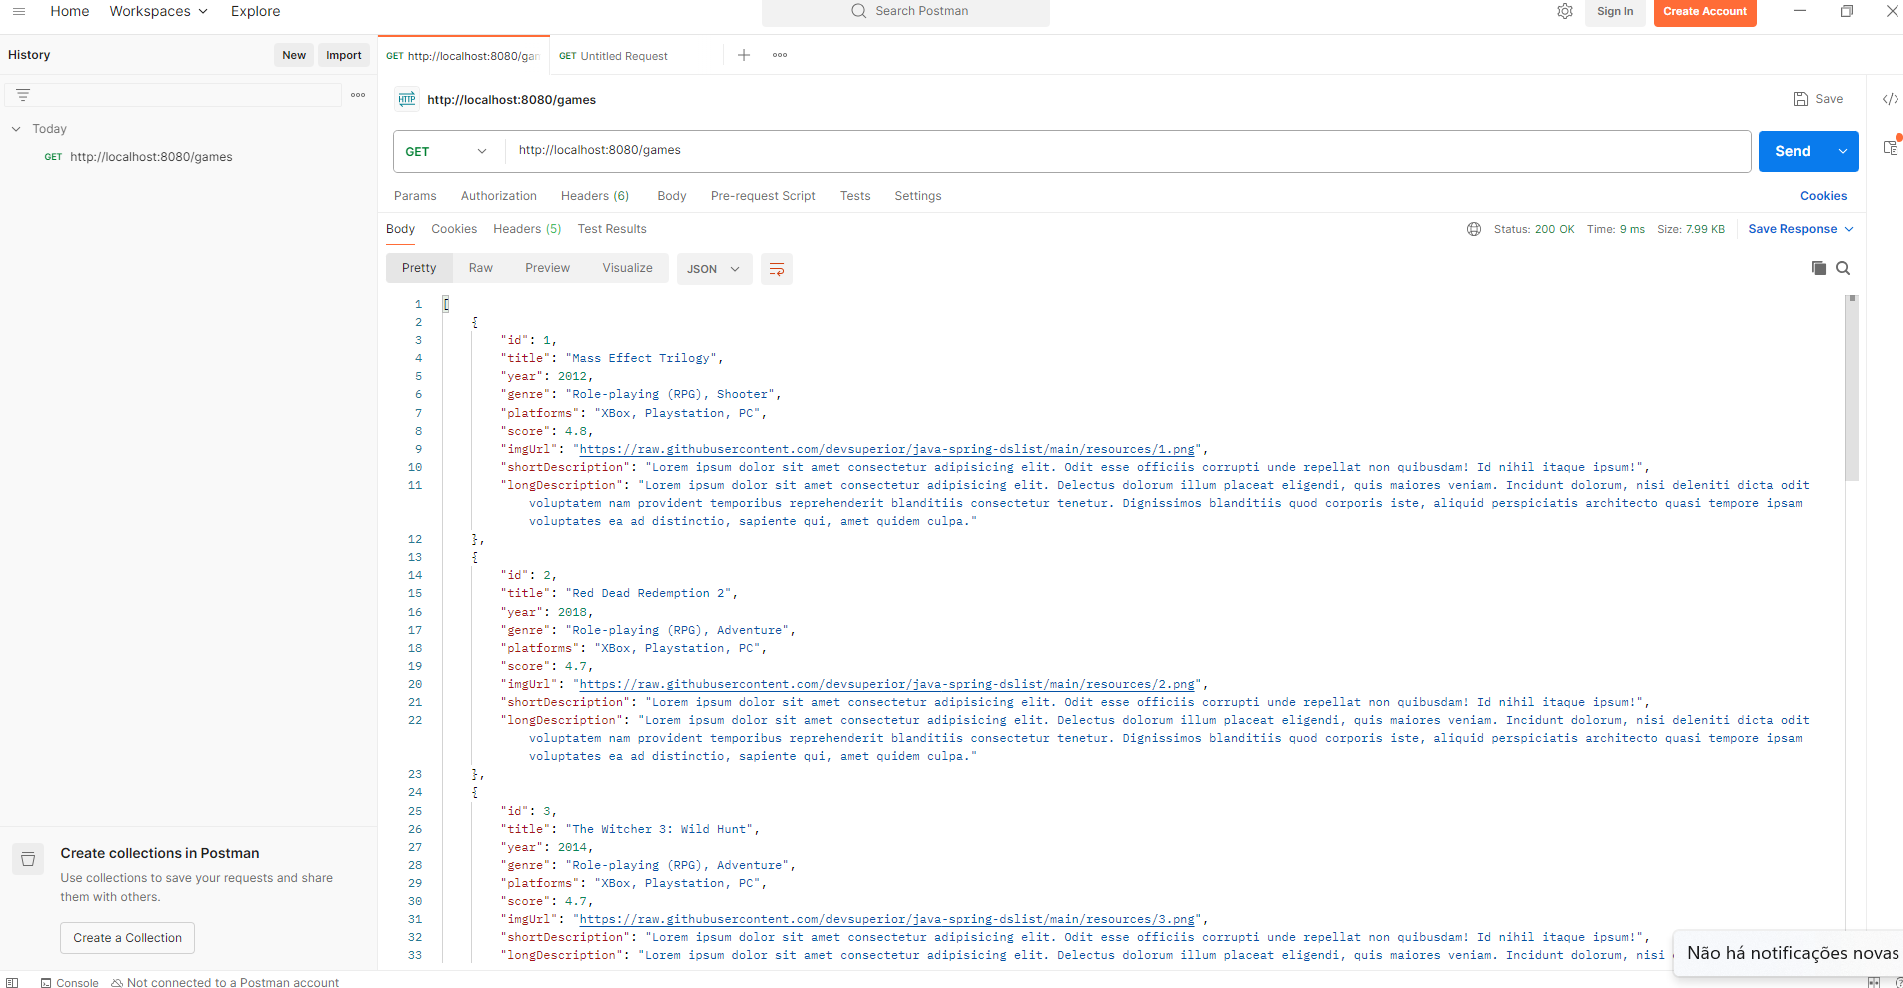 Home Workspaces Explore Search Postman Sign In Create Account
History New Import
GET http://localhost:8080/gam GET Untitled Request
HTTP http://localhost:8080/games Save
Today
GET http://localhost:8080/games
GET http://localhost:8080/games Send
Params Authorization Headers (6) Body Pre-request Script Tests Settings Cookies
Body Cookies Headers (5) Test Results Status: 200 OK Time: 9 ms Size: 7.99 KB Save Response
Pretty Raw Preview Visualize JSON
1 [
2 {
3 "id": 1,
4 "title": "Mass Effect Trilogy",
5 "year": 2012,
6 "genre": "Role-playing (RPG), Shooter",
7 "platforms": "XBox, Playstation, PC",
8 "score": 4.8,
9 "imgUrl": "https://raw.githubusercontent.com/devsuperior/java-spring-dslist/main/resources/1.png",
10 "shortDescription": "Lorem ipsum dolor sit amet consectetur adipisicing elit. Odit esse officiis corrupti unde repellat non quibusdam! Id nihil itaque ipsum!",
11 "longDescription": "Lorem ipsum dolor sit amet consectetur adipisicing elit. Delectus dolorum illum placeat eligendi, quis maiores veniam. Incidunt dolorum, nisi deleniti dicta odit
voluptatem nam provident temporibus reprehenderit blanditiis consectetur tenetur. Dignissimos blanditiis quod corporis iste, aliquid perspiciatis architecto quasi tempore ipsam
voluptates ea ad distinctio, sapiente qui, amet quidem culpa."
12 },
13 {
14 "id": 2,
15 "title": "Red Dead Redemption 2",
16 "year": 2018,
17 "genre": "Role-playing (RPG), Adventure",
18 "platforms": "XBox, Playstation, PC",
19 "score": 4.7,
20 "imgUrl": "https://raw.githubusercontent.com/devsuperior/java-spring-dslist/main/resources/2.png",
21 "shortDescription": "Lorem ipsum dolor sit amet consectetur adipisicing elit. Odit esse officiis corrupti unde repellat non quibusdam! Id nihil itaque ipsum!",
22 "longDescription": "Lorem ipsum dolor sit amet consectetur adipisicing elit. Delectus dolorum illum placeat eligendi, quis maiores veniam. Incidunt dolorum, nisi deleniti dicta odit
voluptatem nam provident temporibus reprehenderit blanditiis consectetur tenetur. Dignissimos blanditiis quod corporis iste, aliquid perspiciatis architecto quasi tempore ipsam
voluptates ea ad distinctio, sapiente qui, amet quidem culpa."
23 },
24 {
25 "id": 3,
26 "title": "The Witcher 3: Wild Hunt",
27 "year": 2014,
28 "genre": "Role-playing (RPG), Adventure",
29 "platforms": "XBox, Playstation, PC",
30 "score": 4.7,
31 "imgUrl": "https://raw.githubusercontent.com/devsuperior/java-spring-dslist/main/resources/3.png",
32 "shortDescription": "Lorem ipsum dolor sit amet consectetur adipisicing elit. Odit esse officiis corrupti unde repellat non quibusdam! Id nihil itaque ipsum!",
33 "longDescription": "Lorem ipsum dolor sit amet consectetur adipisicing elit. Delectus dolorum illum placeat eligendi, quis maiores veniam. Incidunt dolorum, nisi
Create collections in Postman
Use collections to save your requests and share
them with others.
Create a Collection
Não há notificações novas
Console Not connected to a Postman account